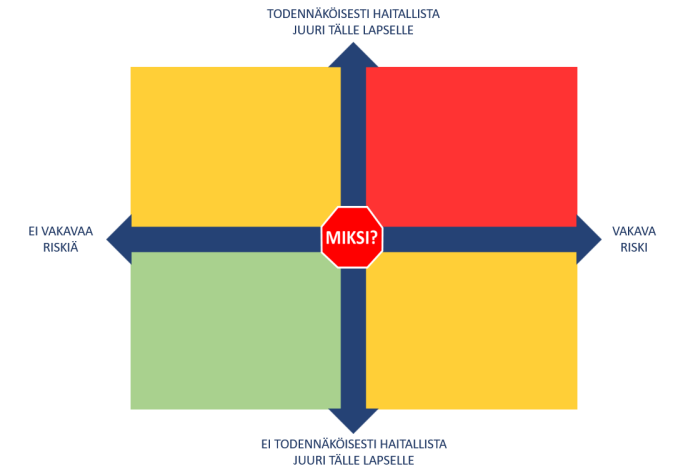 TODENNÄKÖISESTI HAITALLISTA
JUURI TÄLLE LAPSELLE
EI VAKAVAA
RISKIÄ
MIKSI?
VAKAVA
RISKI
EI TODENNÄKÖISESTI HAITALLISTA
JUURI TÄLLE LAPSELLE